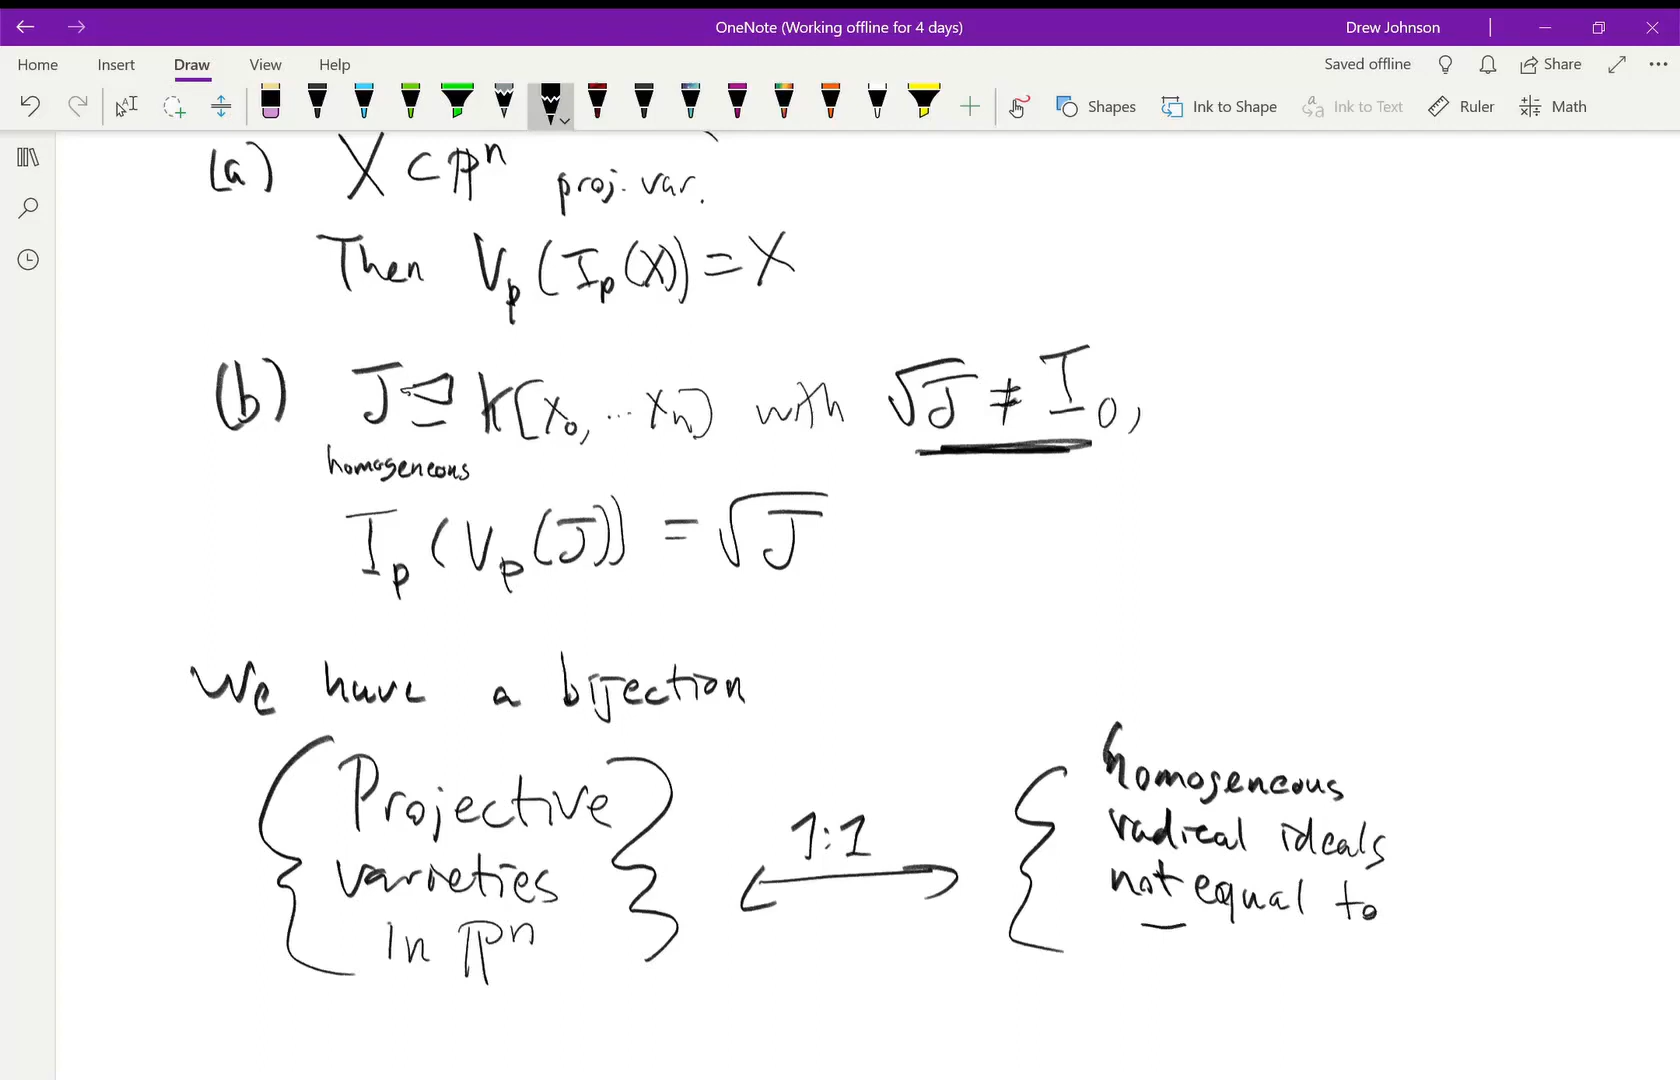 OneNote (Working offline for 4 days)
Drew Johnson
Home Insert Draw View Help
Saved offline Share
Shapes Ink to Shape Ink to Text Ruler Math
(a) X ⊂ ℙⁿ proj. var.
Then V_p(I_p(X)) = X
(b) J ⊴ K[x₀, ... xₙ] with √J ≠ I₀,
homogeneous
I_p(V_p(J)) = √J
We have a bijection
{ Projective varieties in ℙⁿ } 1:1 ⟷ { homogeneous
radical ideals
not equal to